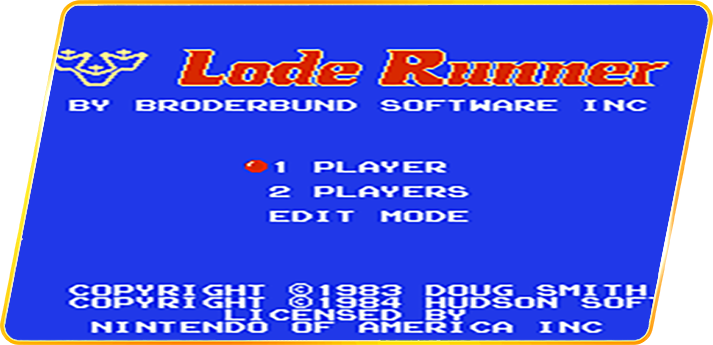 Lode Runner
BY BRODERBUND SOFTWARE INC
1 PLAYER
2 PLAYERS
EDIT MODE
COPYRIGHT ©1983 DOUG SMITH
COPYRIGHT ©1984 HUDSON SOFT
LICENSED BY
NINTENDO OF AMERICA INC